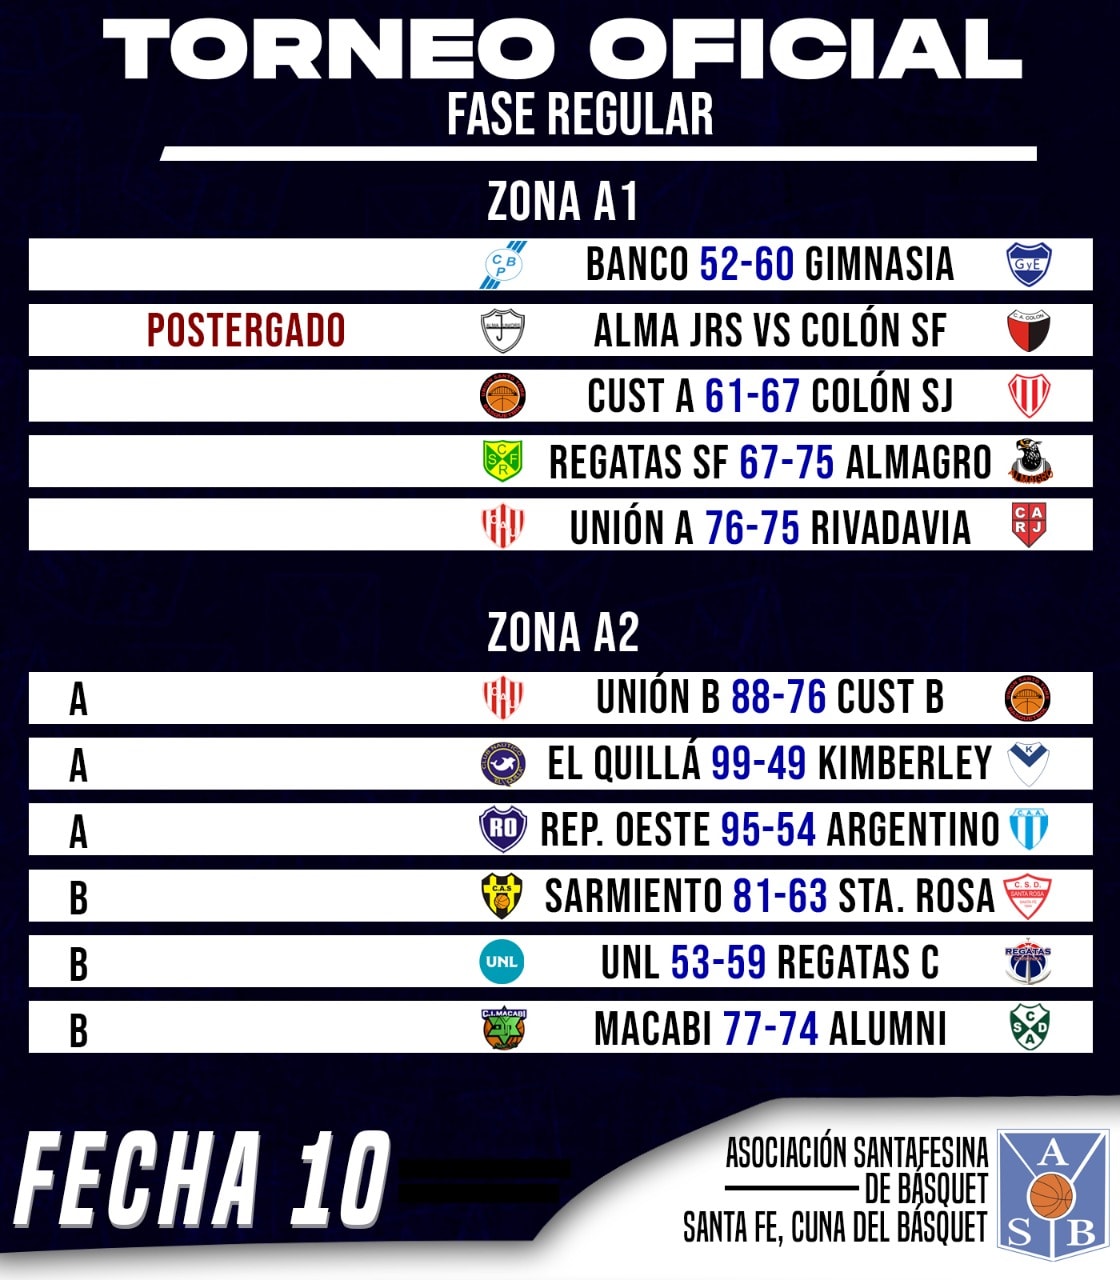 TORNEO OFICIAL
FASE REGULAR
ZONA A1
CBP BANCO 52-60 GIMNASIA GyE
POSTERGADO ALMA JRS VS COLÓN SF C. A. COLON
CUST A 61-67 COLÓN SJ
CSFR REGATAS SF 67-75 ALMAGRO ALMAGRO
UNIÓN A 76-75 RIVADAVIA CARJ
ZONA A2
A UNIÓN B 88-76 CUST B
A EL QUILLÁ 99-49 KIMBERLEY K
A RO REP. OESTE 95-54 ARGENTINO C A A
B C.A.S SARMIENTO 81-63 STA. ROSA C. S. D. SANTA ROSA
B UNL UNL 53-59 REGATAS C REGATAS
B C.I.MACABI MACABI 77-74 ALUMNI CSDA
FECHA 10
ASOCIACIÓN SANTAFESINA
DE BÁSQUET
SANTA FE, CUNA DEL BÁSQUET
A
S B